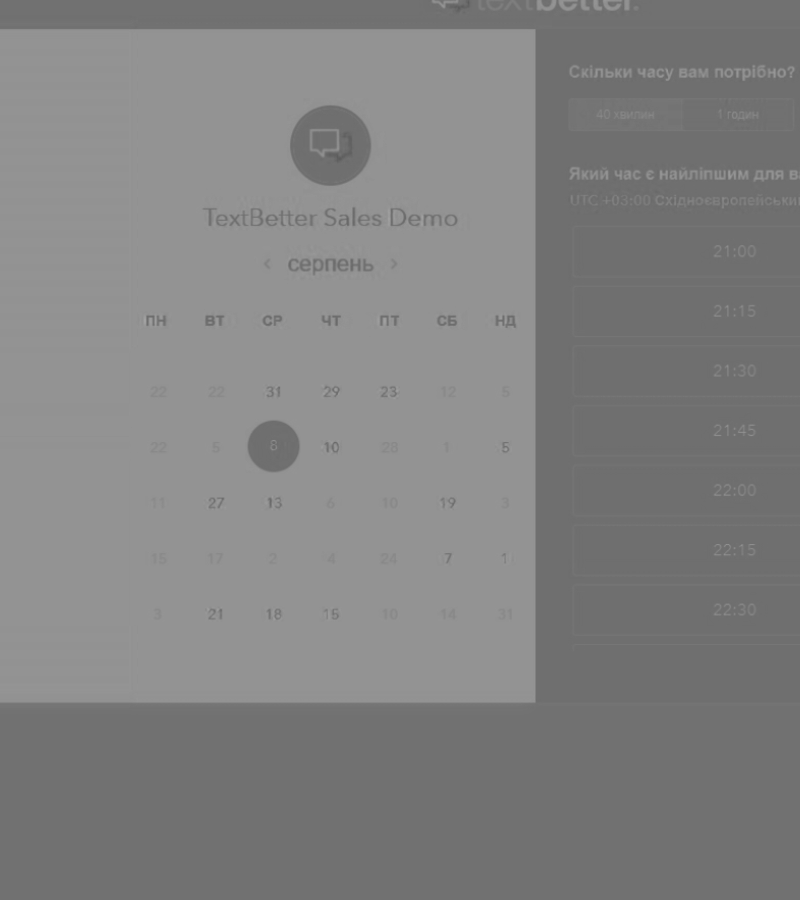 textbetter.
TextBetter Sales Demo
< серпень >
ПН ВТ СР ЧТ ПТ СБ НД
22 22 31 29 23 12 5
22 5 8 10 28 1 5
11 27 13 6 10 19 3
15 17 2 4 24 7 1
3 21 18 15 10 14 31
Скільки часу вам потрібно?
40 хвилин 1 годин
Який час є найліпшим для ва
UTC +03:00 Східноєвропейськи
21:00
21:15
21:30
21:45
22:00
22:15
22:30